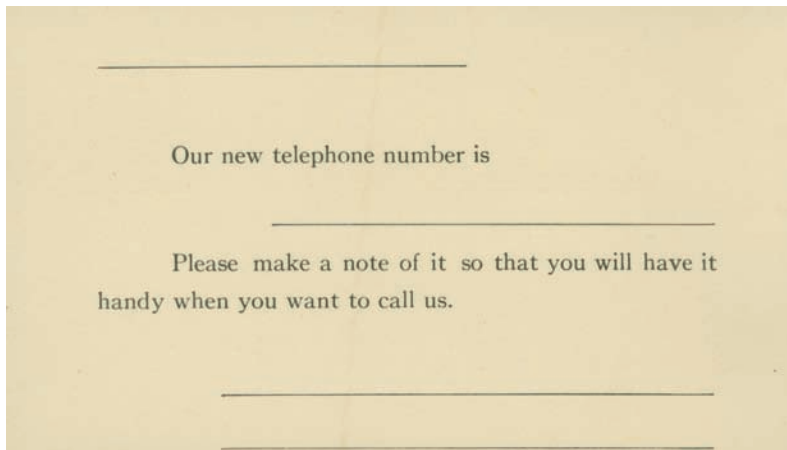 Our new telephone number is
Please make a note of it so that you will have it
handy when you want to call us.